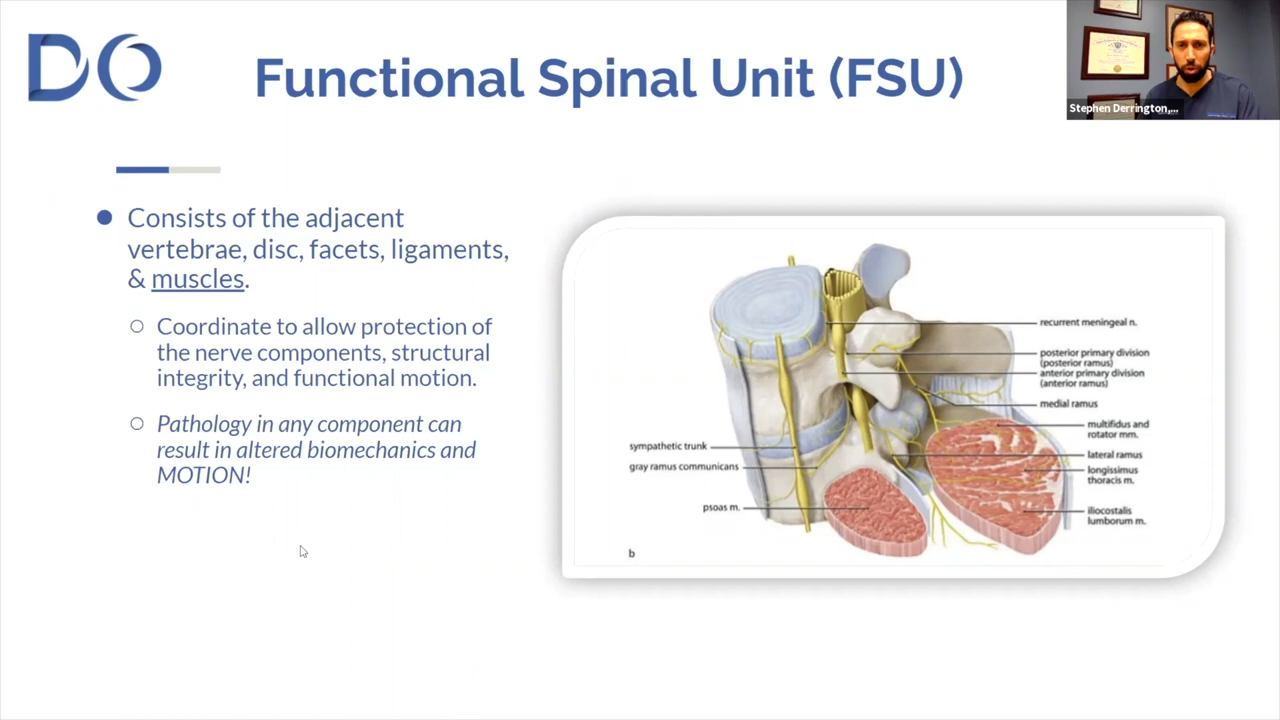 DO
Functional Spinal Unit (FSU)
Stephen Derrington,...
Consists of the adjacent
vertebrae, disc, facets, ligaments,
& muscles.
Coordinate to allow protection of
the nerve components, structural
integrity, and functional motion.
Pathology in any component can
result in altered biomechanics and
MOTION!
recurrent meningeal n.
posterior primary division
(posterior ramus)
anterior primary division
(anterior ramus)
medial ramus
multifidus and
rotator mm.
lateral ramus
longissimus
thoracis m.
iliocostalis
lumborum m.
sympathetic trunk
gray ramus communicans
psoas m.
b